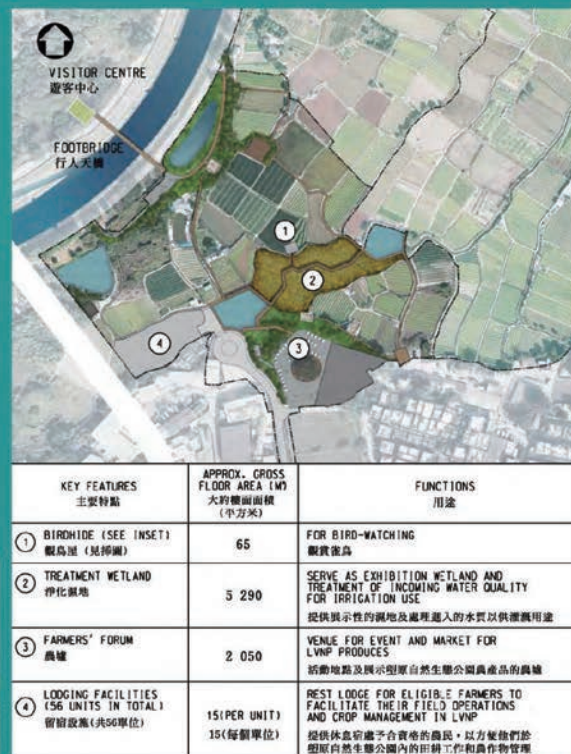 VISITOR CENTRE
遊客中心
FOOTBRIDGE
行人天橋
1
2
3
4
KEY FEATURES
主要特點
APPROX. GROSS
FLOOR AREA (M²)
大約樓面面積
(平方米)
FUNCTIONS
用途
1 BIRDHIDE (SEE INSET)
觀鳥屋 (見插圖)
65
FOR BIRD-WATCHING
觀賞雀鳥
2 TREATMENT WETLAND
淨化濕地
5 290
SERVE AS EXHIBITION WETLAND AND
TREATMENT OF INCOMING WATER QUALITY
FOR IRRIGATION USE
提供展示性的濕地及處理進入的水質以供灌溉用途
3 FARMERS' FORUM
農墟
2 050
VENUE FOR EVENT AND MARKET FOR
LVNP PRODUCES
活動地點及展示塱原自然生態公園農產品的農墟
4 LODGING FACILITIES
(56 UNITS IN TOTAL)
留宿設施(共56單位)
15(PER UNIT)
15(每個單位)
REST LODGE FOR ELIGIBLE FARMERS TO
FACILITATE THEIR FIELD OPERATIONS
AND CROP MANAGEMENT IN LVNP
提供休息宿處予合資格的農民，以方便他們於
塱原自然生態公園內的田耕工作和農作物管理